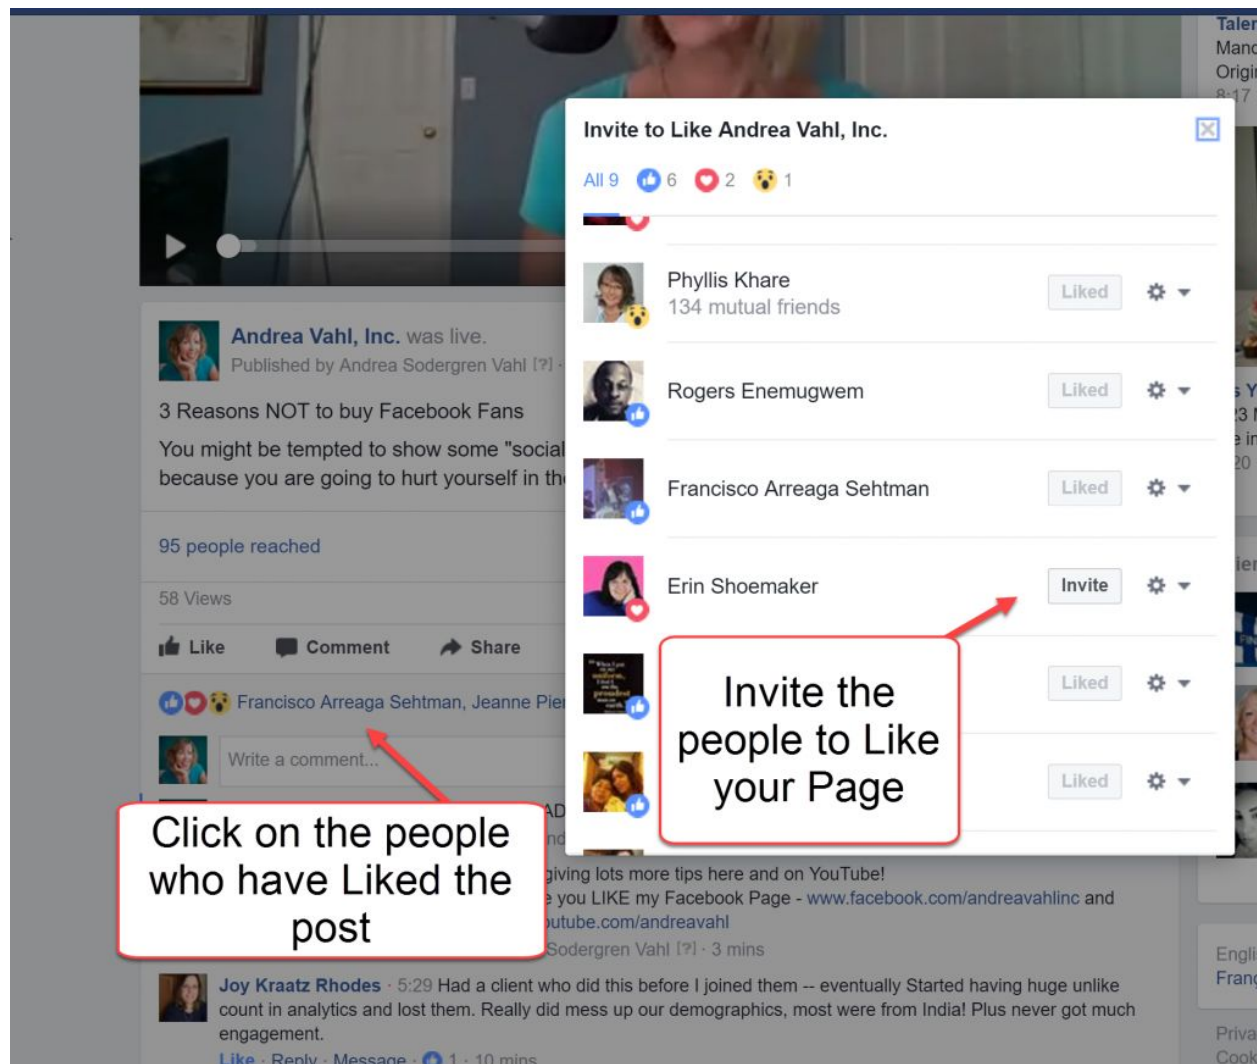 Talen
Mand
Origin
8:17
Invite to Like Andrea Vahl, Inc.
All 9 6 2 1
Phyllis Khare
134 mutual friends
Liked
Rogers Enemugwem
Liked
Francisco Arreaga Sehtman
Liked
Erin Shoemaker
Invite
Liked
Liked
Invite the
people to Like
your Page
Andrea Vahl, Inc. was live.
Published by Andrea Sodergren Vahl [?] ·
3 Reasons NOT to buy Facebook Fans
You might be tempted to show some "social
because you are going to hurt yourself in the
95 people reached
58 Views
Like Comment Share
Francisco Arreaga Sehtman, Jeanne Pier
Write a comment...
Click on the people
who have Liked the
post
giving lots more tips here and on YouTube!
you LIKE my Facebook Page - www.facebook.com/andreavahlinc and
outube.com/andreavahl
Sodergren Vahl [?] · 3 mins
Joy Kraatz Rhodes · 5:29 Had a client who did this before I joined them -- eventually Started having huge unlike
count in analytics and lost them. Really did mess up our demographics, most were from India! Plus never got much
engagement.
Like · Reply · Message · 1 · 10 mins
Engli
Franç
Priva
Cook